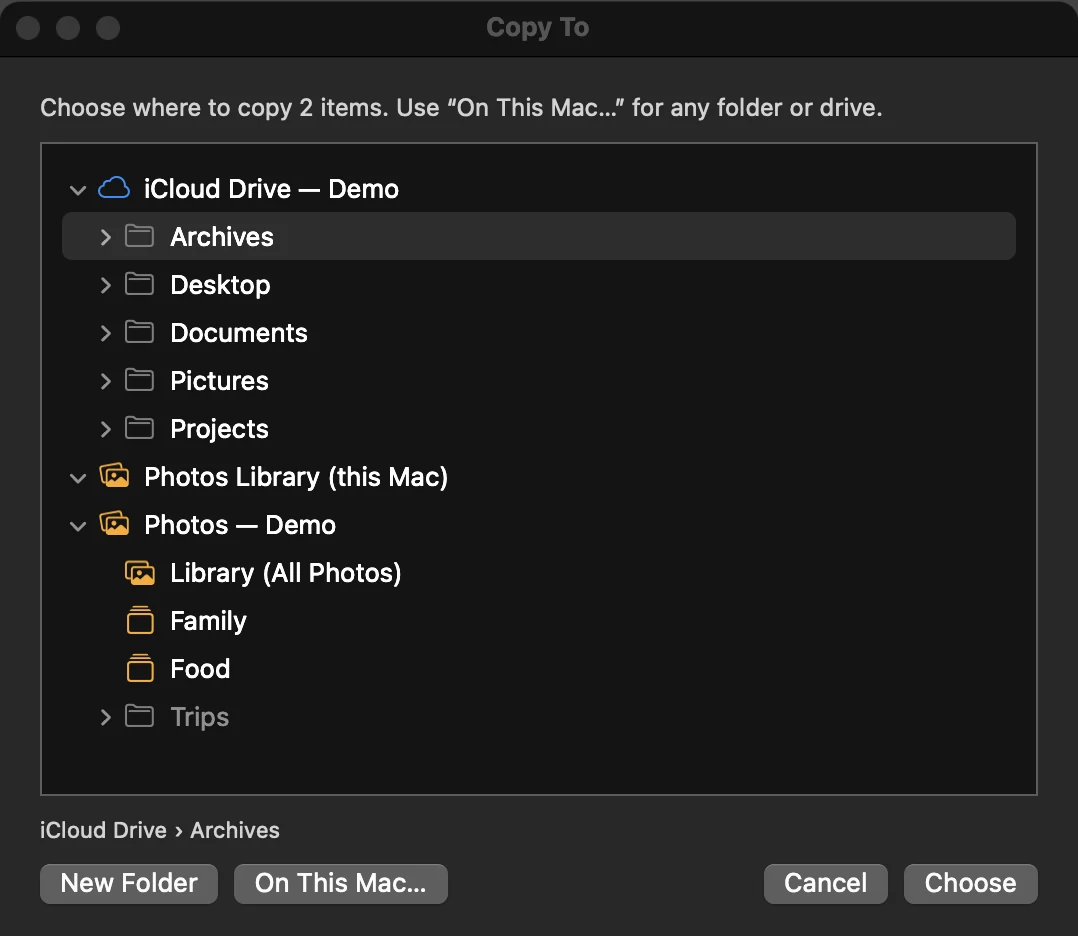 Copy To
Choose where to copy 2 items. Use “On This Mac…” for any folder or drive.
iCloud Drive — Demo
Archives
Desktop
Documents
Pictures
Projects
Photos Library (this Mac)
Photos — Demo
Library (All Photos)
Family
Food
Trips
iCloud Drive › Archives
New Folder
On This Mac…
Cancel
Choose